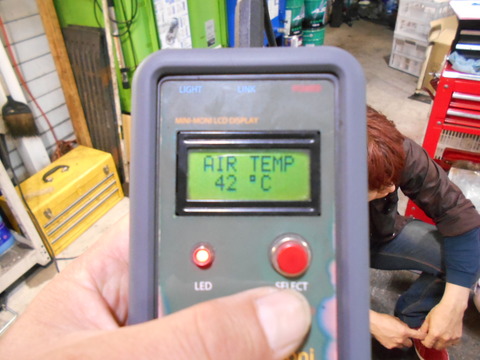 LIGHT LINK POWER
MINI-MONI LCD DISPLAY
AIR TEMP
42 °C
LED SELECT